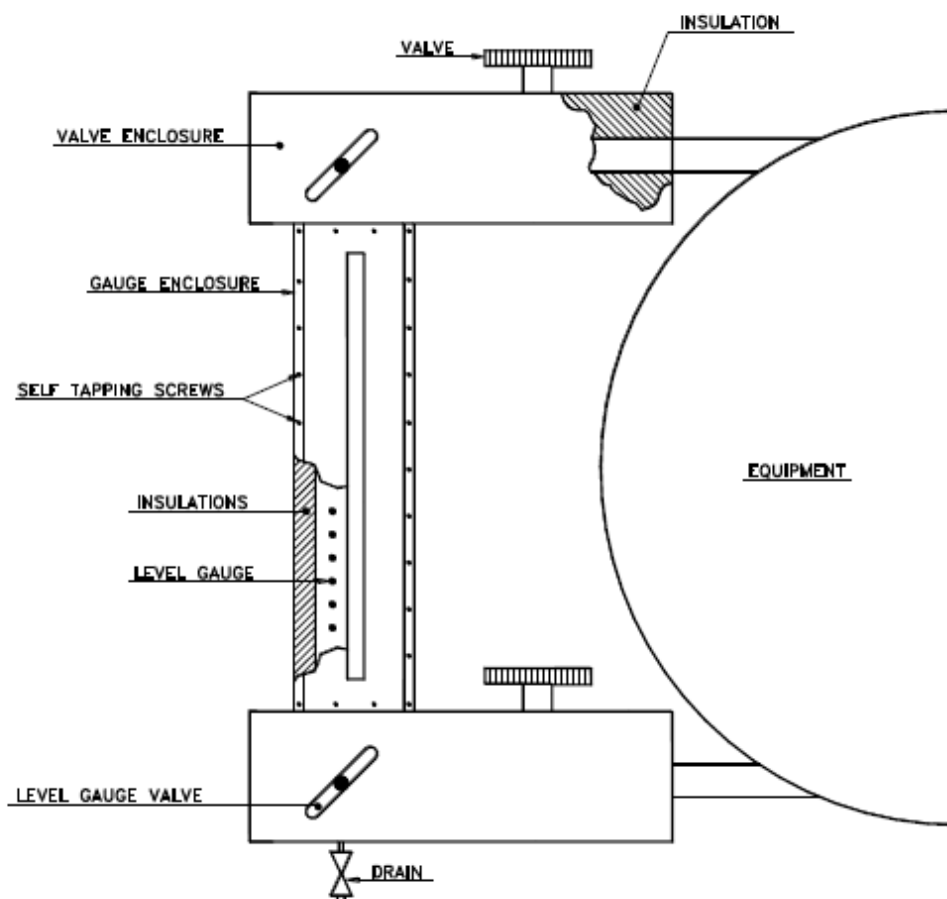 INSULATION
VALVE
VALVE ENCLOSURE
GAUGE ENCLOSURE
SELF TAPPING SCREWS
EQUIPMENT
INSULATIONS
LEVEL GAUGE
LEVEL GAUGE VALVE
DRAIN